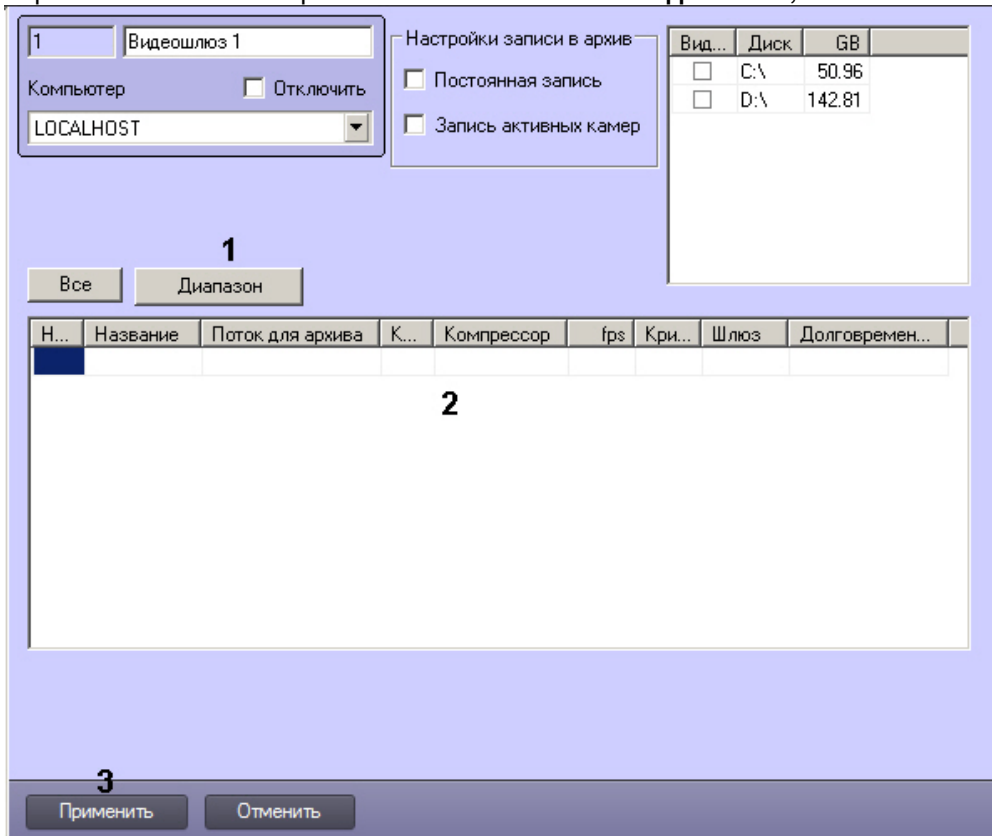 1 Видеошлюз 1
Компьютер Отключить
LOCALHOST
Настройки записи в архив
Постоянная запись
Запись активных камер
Вид... Диск GB
C:\ 50.96
D:\ 142.81
1
Все Диапазон
Н... Название Поток для архива К... Компрессор fps Кри... Шлюз Долговремен...
2
3
Применить Отменить